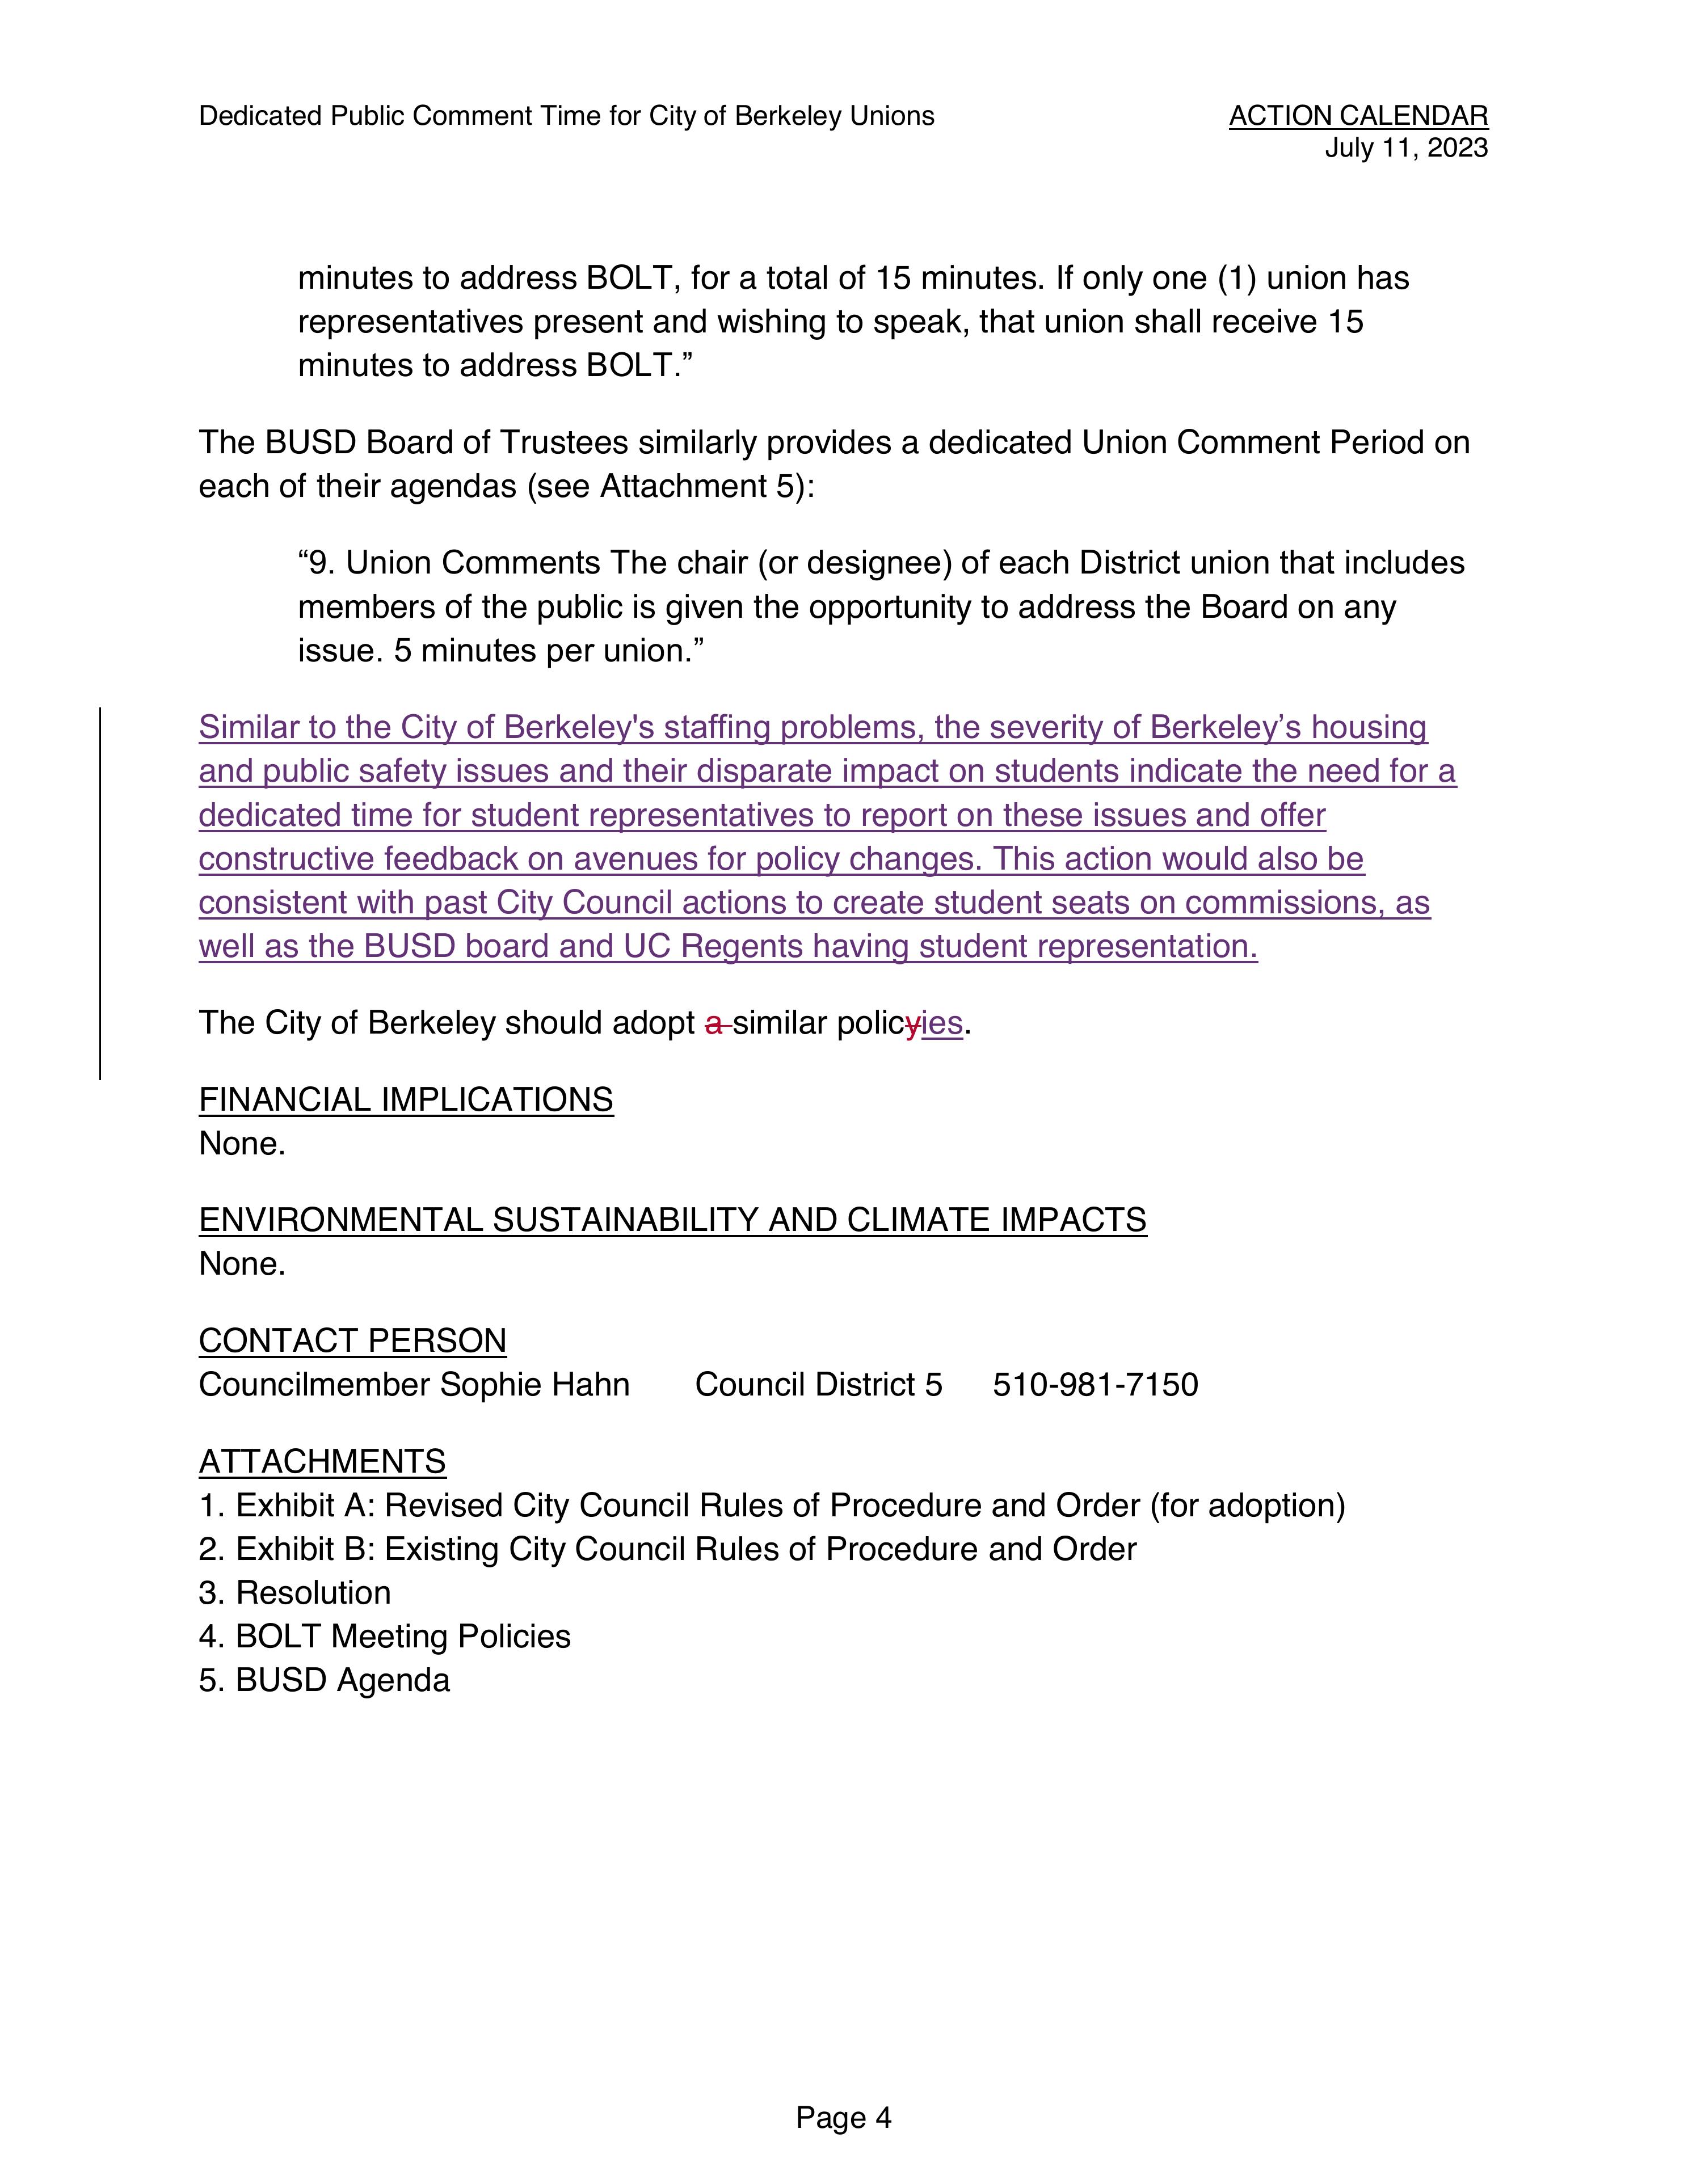 Dedicated Public Comment Time for City of Berkeley Unions ACTION CALENDAR
July 11, 2023
minutes to address BOLT, for a total of 15 minutes. If only one (1) union has
representatives present and wishing to speak, that union shall receive 15
minutes to address BOLT.”
The BUSD Board of Trustees similarly provides a dedicated Union Comment Period on
each of their agendas (see Attachment 5):
“9. Union Comments The chair (or designee) of each District union that includes
members of the public is given the opportunity to address the Board on any
issue. 5 minutes per union.”
Similar to the City of Berkeley's staffing problems, the severity of Berkeley’s housing
and public safety issues and their disparate impact on students indicate the need for a
dedicated time for student representatives to report on these issues and offer
constructive feedback on avenues for policy changes. This action would also be
consistent with past City Council actions to create student seats on commissions, as
well as the BUSD board and UC Regents having student representation.
The City of Berkeley should adopt a similar policyies.
FINANCIAL IMPLICATIONS
None.
ENVIRONMENTAL SUSTAINABILITY AND CLIMATE IMPACTS
None.
CONTACT PERSON
Councilmember Sophie Hahn Council District 5 510-981-7150
ATTACHMENTS
1. Exhibit A: Revised City Council Rules of Procedure and Order (for adoption)
2. Exhibit B: Existing City Council Rules of Procedure and Order
3. Resolution
4. BOLT Meeting Policies
5. BUSD Agenda
Page 4